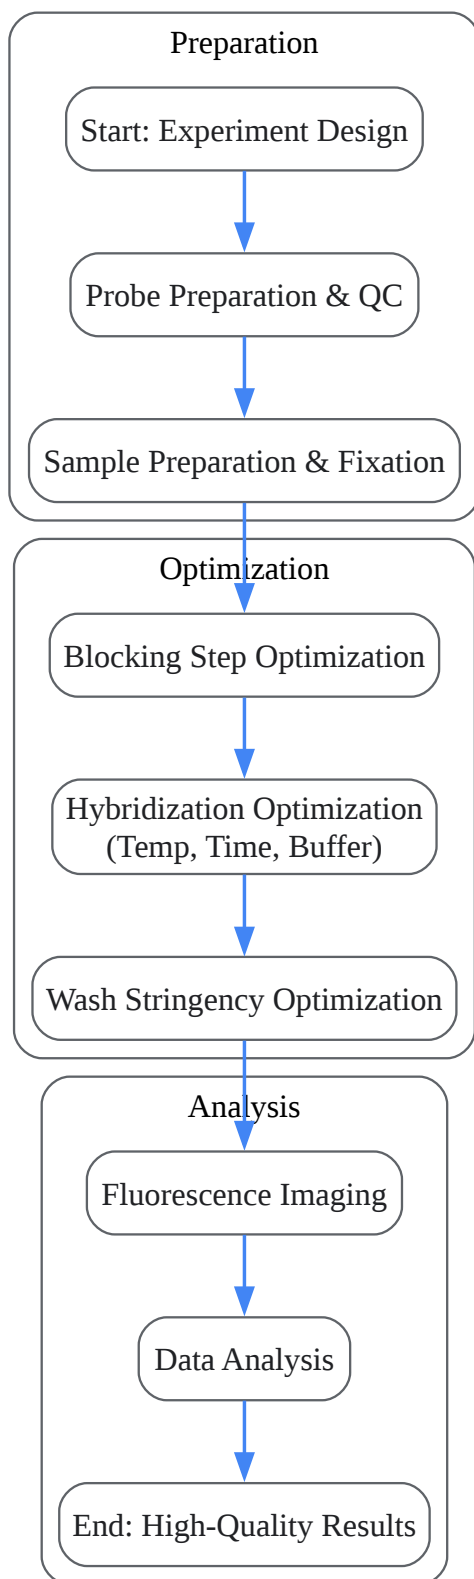 Preparation
Start: Experiment Design
Probe Preparation & QC
Sample Preparation & Fixation
Optimization
Blocking Step Optimization
Hybridization Optimization
(Temp, Time, Buffer)
Wash Stringency Optimization
Analysis
Fluorescence Imaging
Data Analysis
End: High-Quality Results